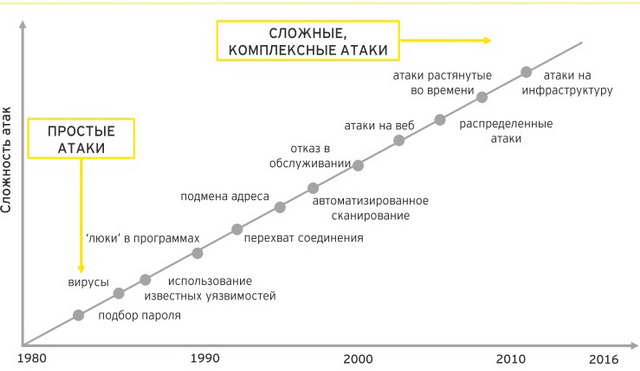 СЛОЖНЫЕ,
КОМПЛЕКСНЫЕ АТАКИ
атаки растянутые
во времени
атаки на
инфраструктуру
ПРОСТЫЕ
АТАКИ
атаки на веб
распределенные
атаки
отказ в
обслуживании
Сложность атак
подмена адреса
автоматизированное
сканирование
'люки' в программах
перехват соединения
вирусы
использование
известных уязвимостей
подбор пароля
1980
1990
2000
2010
2016